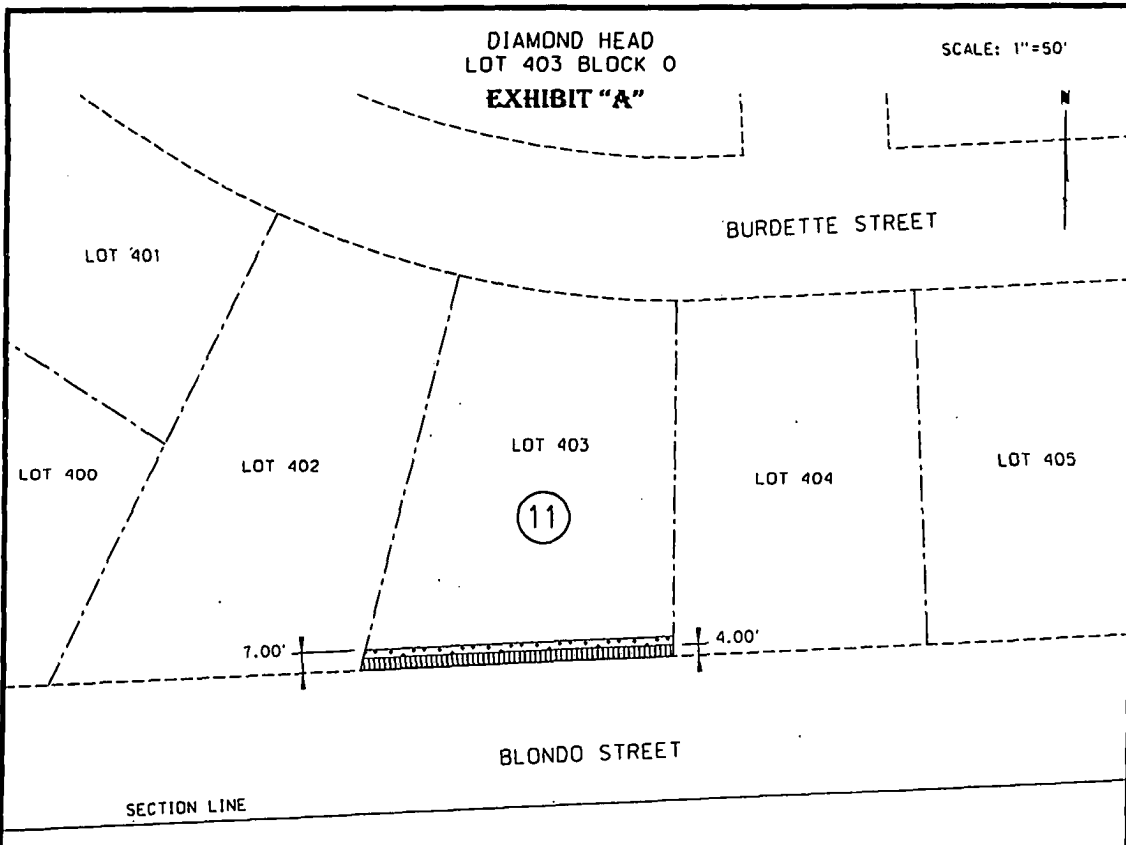 DIAMOND HEAD
LOT 403 BLOCK 0
EXHIBIT "A"
SCALE: 1"=50'
N
BURDETTE STREET
LOT 401
LOT 400
LOT 402
LOT 403
11
LOT 404
LOT 405
7.00'
4.00'
BLONDO STREET
SECTION LINE